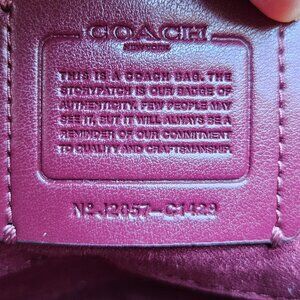 COACH
NEW YORK
THIS IS A COACH BAG. THE
STORYPATCH IS OUR BADGE OF
AUTHENTICITY. FEW PEOPLE MAY
SEE IT, BUT IT WILL ALWAYS BE A
REMINDER OF OUR COMMITMENT
TO QUALITY AND CRAFTSMANSHIP.
Nº J2857-C1429